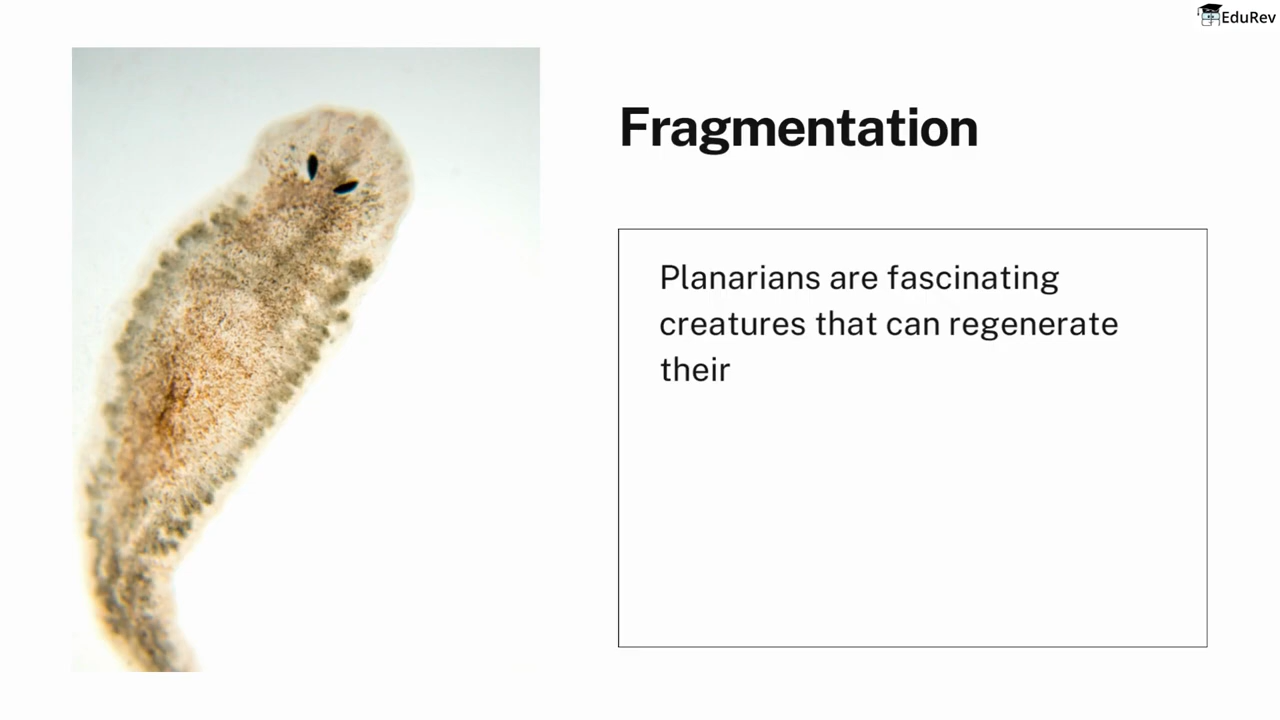 EduRev
Fragmentation
Planarians are fascinating
creatures that can regenerate
their